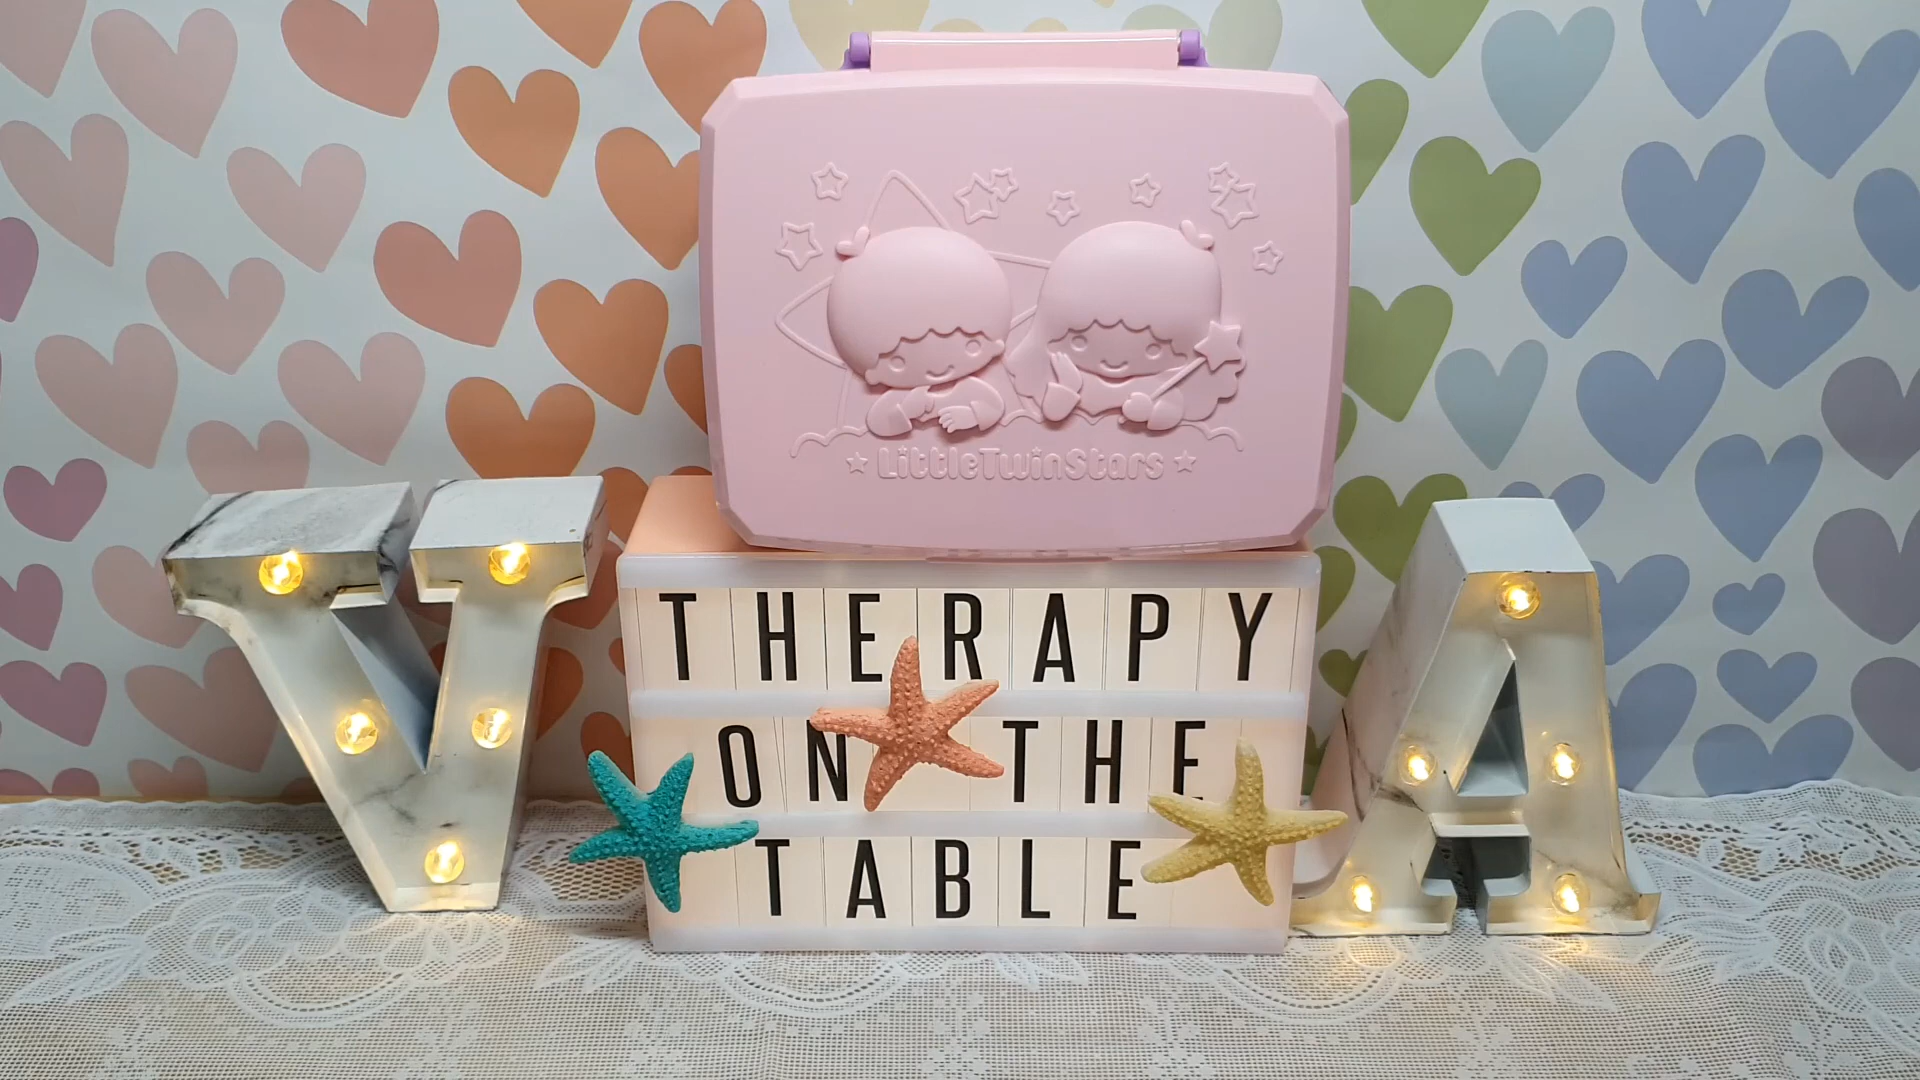 LittleTwinStars
V
THERAPY
ON THE
TABLE
A